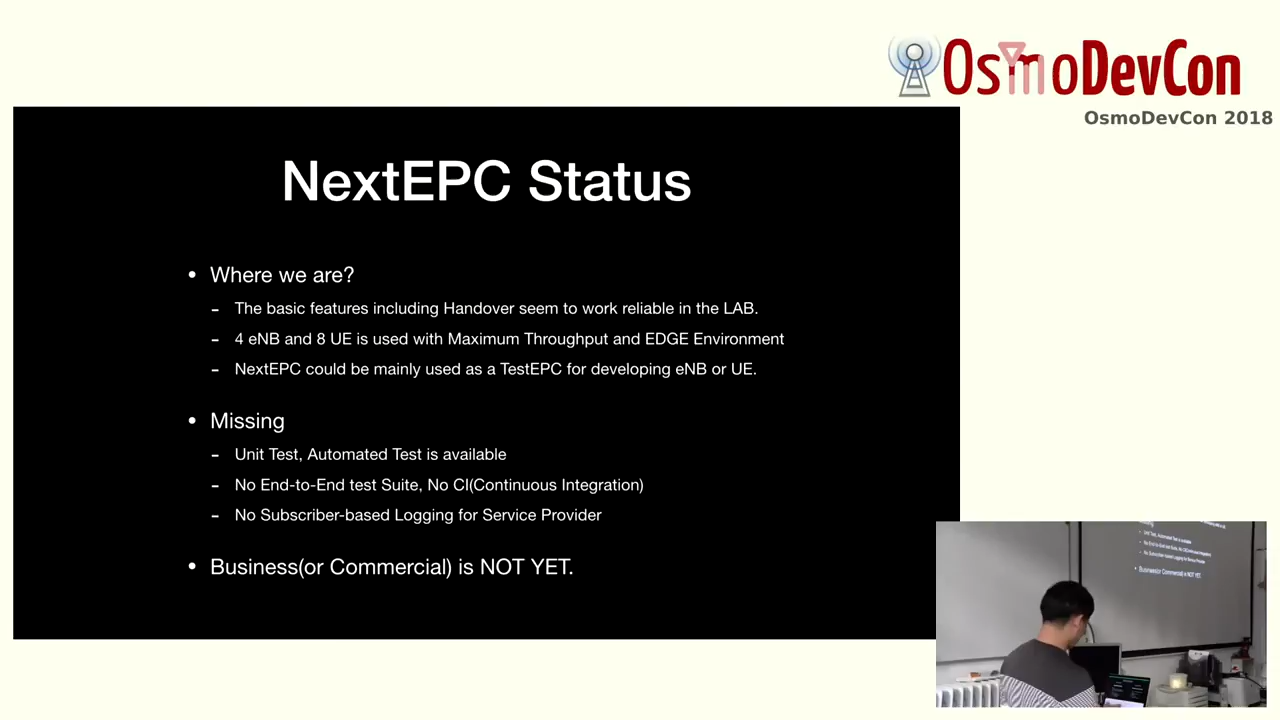 OsmoDevCon
OsmoDevCon 2018
NextEPC Status
• Where we are?
- The basic features including Handover seem to work reliable in the LAB.
- 4 eNB and 8 UE is used with Maximum Throughput and EDGE Environment
- NextEPC could be mainly used as a TestEPC for developing eNB or UE.
• Missing
- Unit Test, Automated Test is available
- No End-to-End test Suite, No CI(Continuous Integration)
- No Subscriber-based Logging for Service Provider
• Business(or Commercial) is NOT YET.